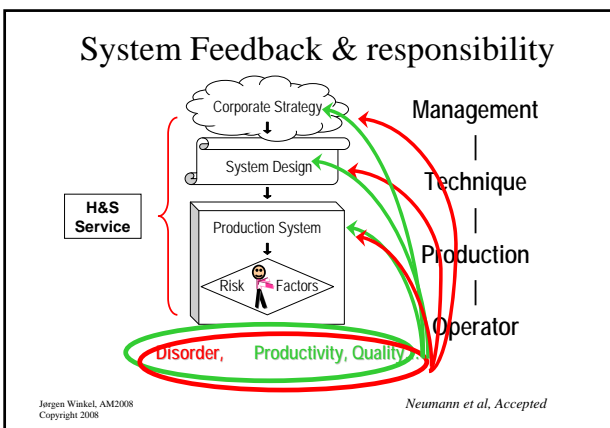 System Feedback & responsibility
Corporate Strategy
System Design
H&S
Service
Production System
Risk Factors
Disorder, Productivity, Quality
Management
|
Technique
|
Production
|
Operator
Jørgen Winkel, AM2008
Copyright 2008
Neumann et al, Accepted